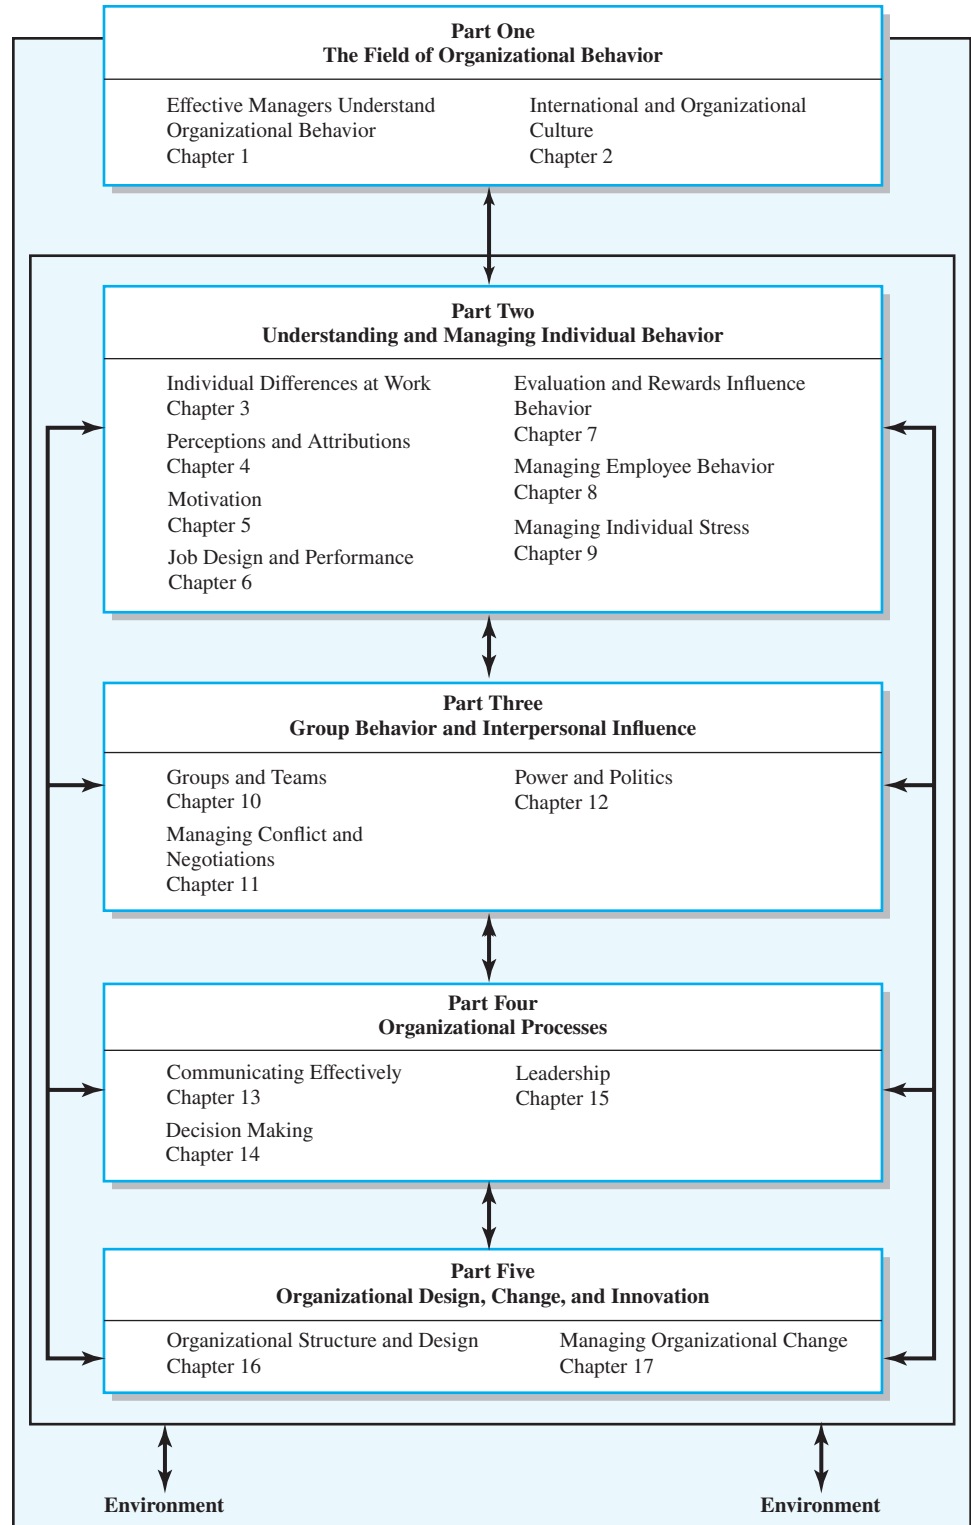 Part One
The Field of Organizational Behavior
Effective Managers Understand
Organizational Behavior
Chapter 1
International and Organizational
Culture
Chapter 2
Part Two
Understanding and Managing Individual Behavior
Individual Differences at Work
Chapter 3
Perceptions and Attributions
Chapter 4
Motivation
Chapter 5
Job Design and Performance
Chapter 6
Evaluation and Rewards Influence
Behavior
Chapter 7
Managing Employee Behavior
Chapter 8
Managing Individual Stress
Chapter 9
Part Three
Group Behavior and Interpersonal Influence
Groups and Teams
Chapter 10
Managing Conflict and
Negotiations
Chapter 11
Power and Politics
Chapter 12
Part Four
Organizational Processes
Communicating Effectively
Chapter 13
Decision Making
Chapter 14
Leadership
Chapter 15
Part Five
Organizational Design, Change, and Innovation
Organizational Structure and Design
Chapter 16
Managing Organizational Change
Chapter 17
Environment
Environment